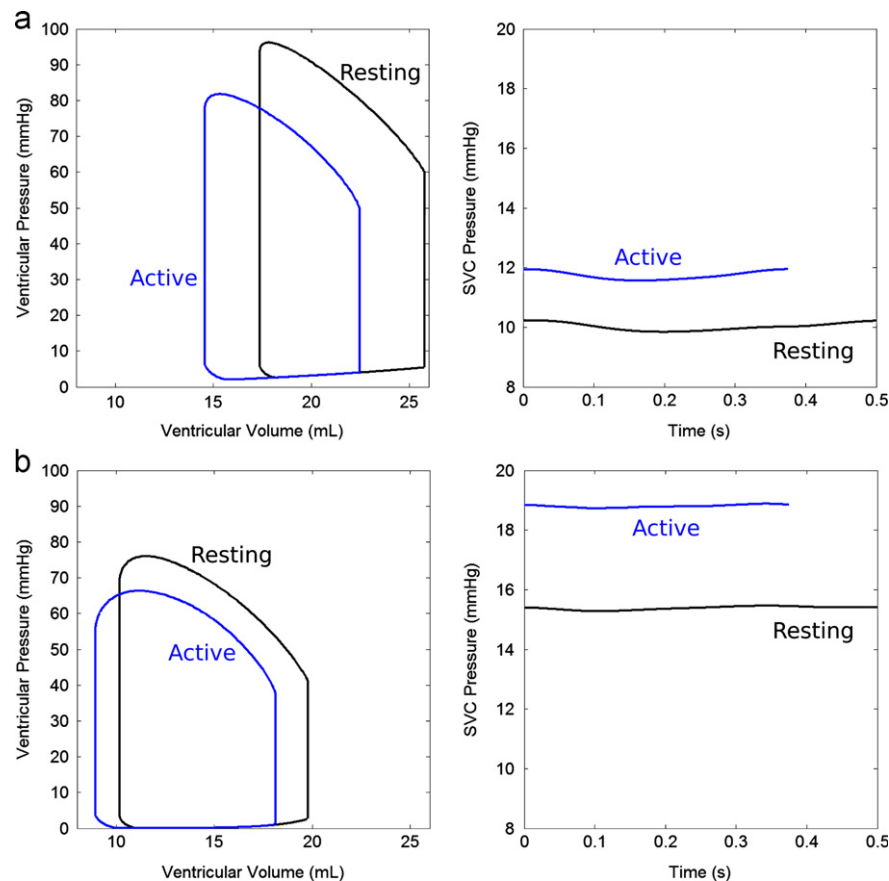 a
100
90
80
70
60
50
40
30
20
10
0
Ventricular Pressure (mmHg)
Resting
Active
10 15 20 25
Ventricular Volume (mL)
20
18
16
14
12
10
8
SVC Pressure (mmHg)
Active
Resting
0 0.1 0.2 0.3 0.4 0.5
Time (s)
b
100
90
80
70
60
50
40
30
20
10
0
Ventricular Pressure (mmHg)
Resting
Active
10 15 20 25
Ventricular Volume (mL)
20
18
16
14
12
10
8
SVC Pressure (mmHg)
Active
Resting
0 0.1 0.2 0.3 0.4 0.5
Time (s)